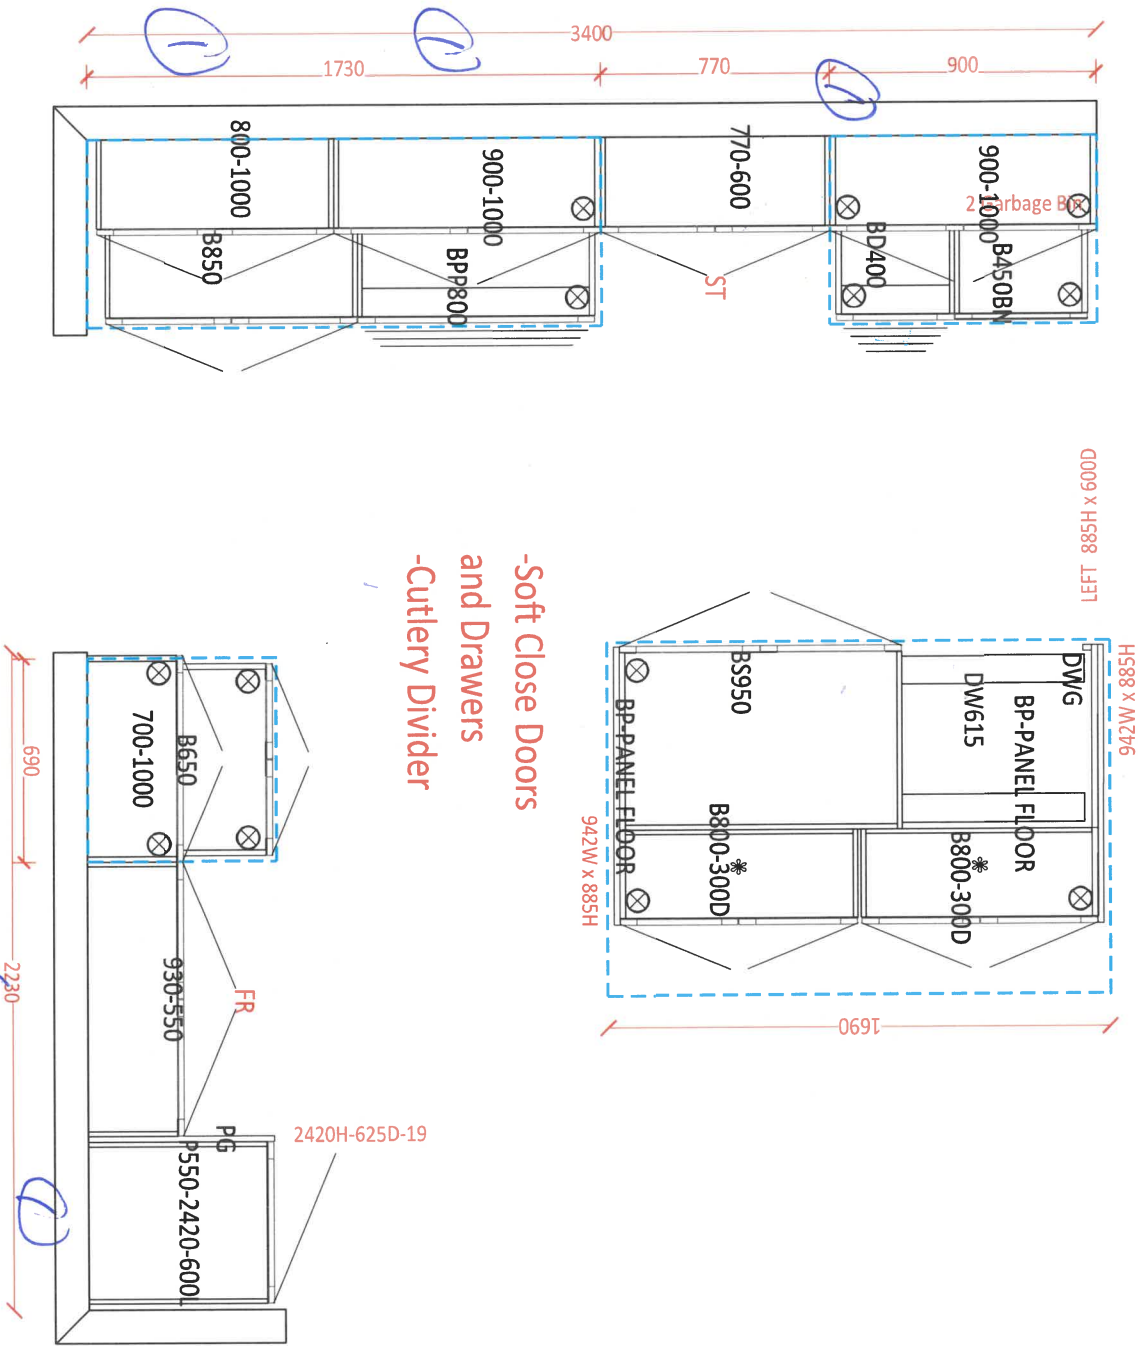 3400
1730
770
900
800-1000
900-1000
770-600
900-1000
2 Garbage Bin
B850
BPP800
ST
BD400
B450BN
LEFT 885H x 600D
942W x 885H
-Soft Close Doors
and Drawers
-Cutlery Divider
BS950
DWG
DW615
BP-PANEL FLOOR
BP-PANEL FLOOR
B800-300D
B800-300D
942W x 885H
1690
690
700-1000
B650
2230
930-550
FR
PG
2420H-625D-19
P550-2420-600L